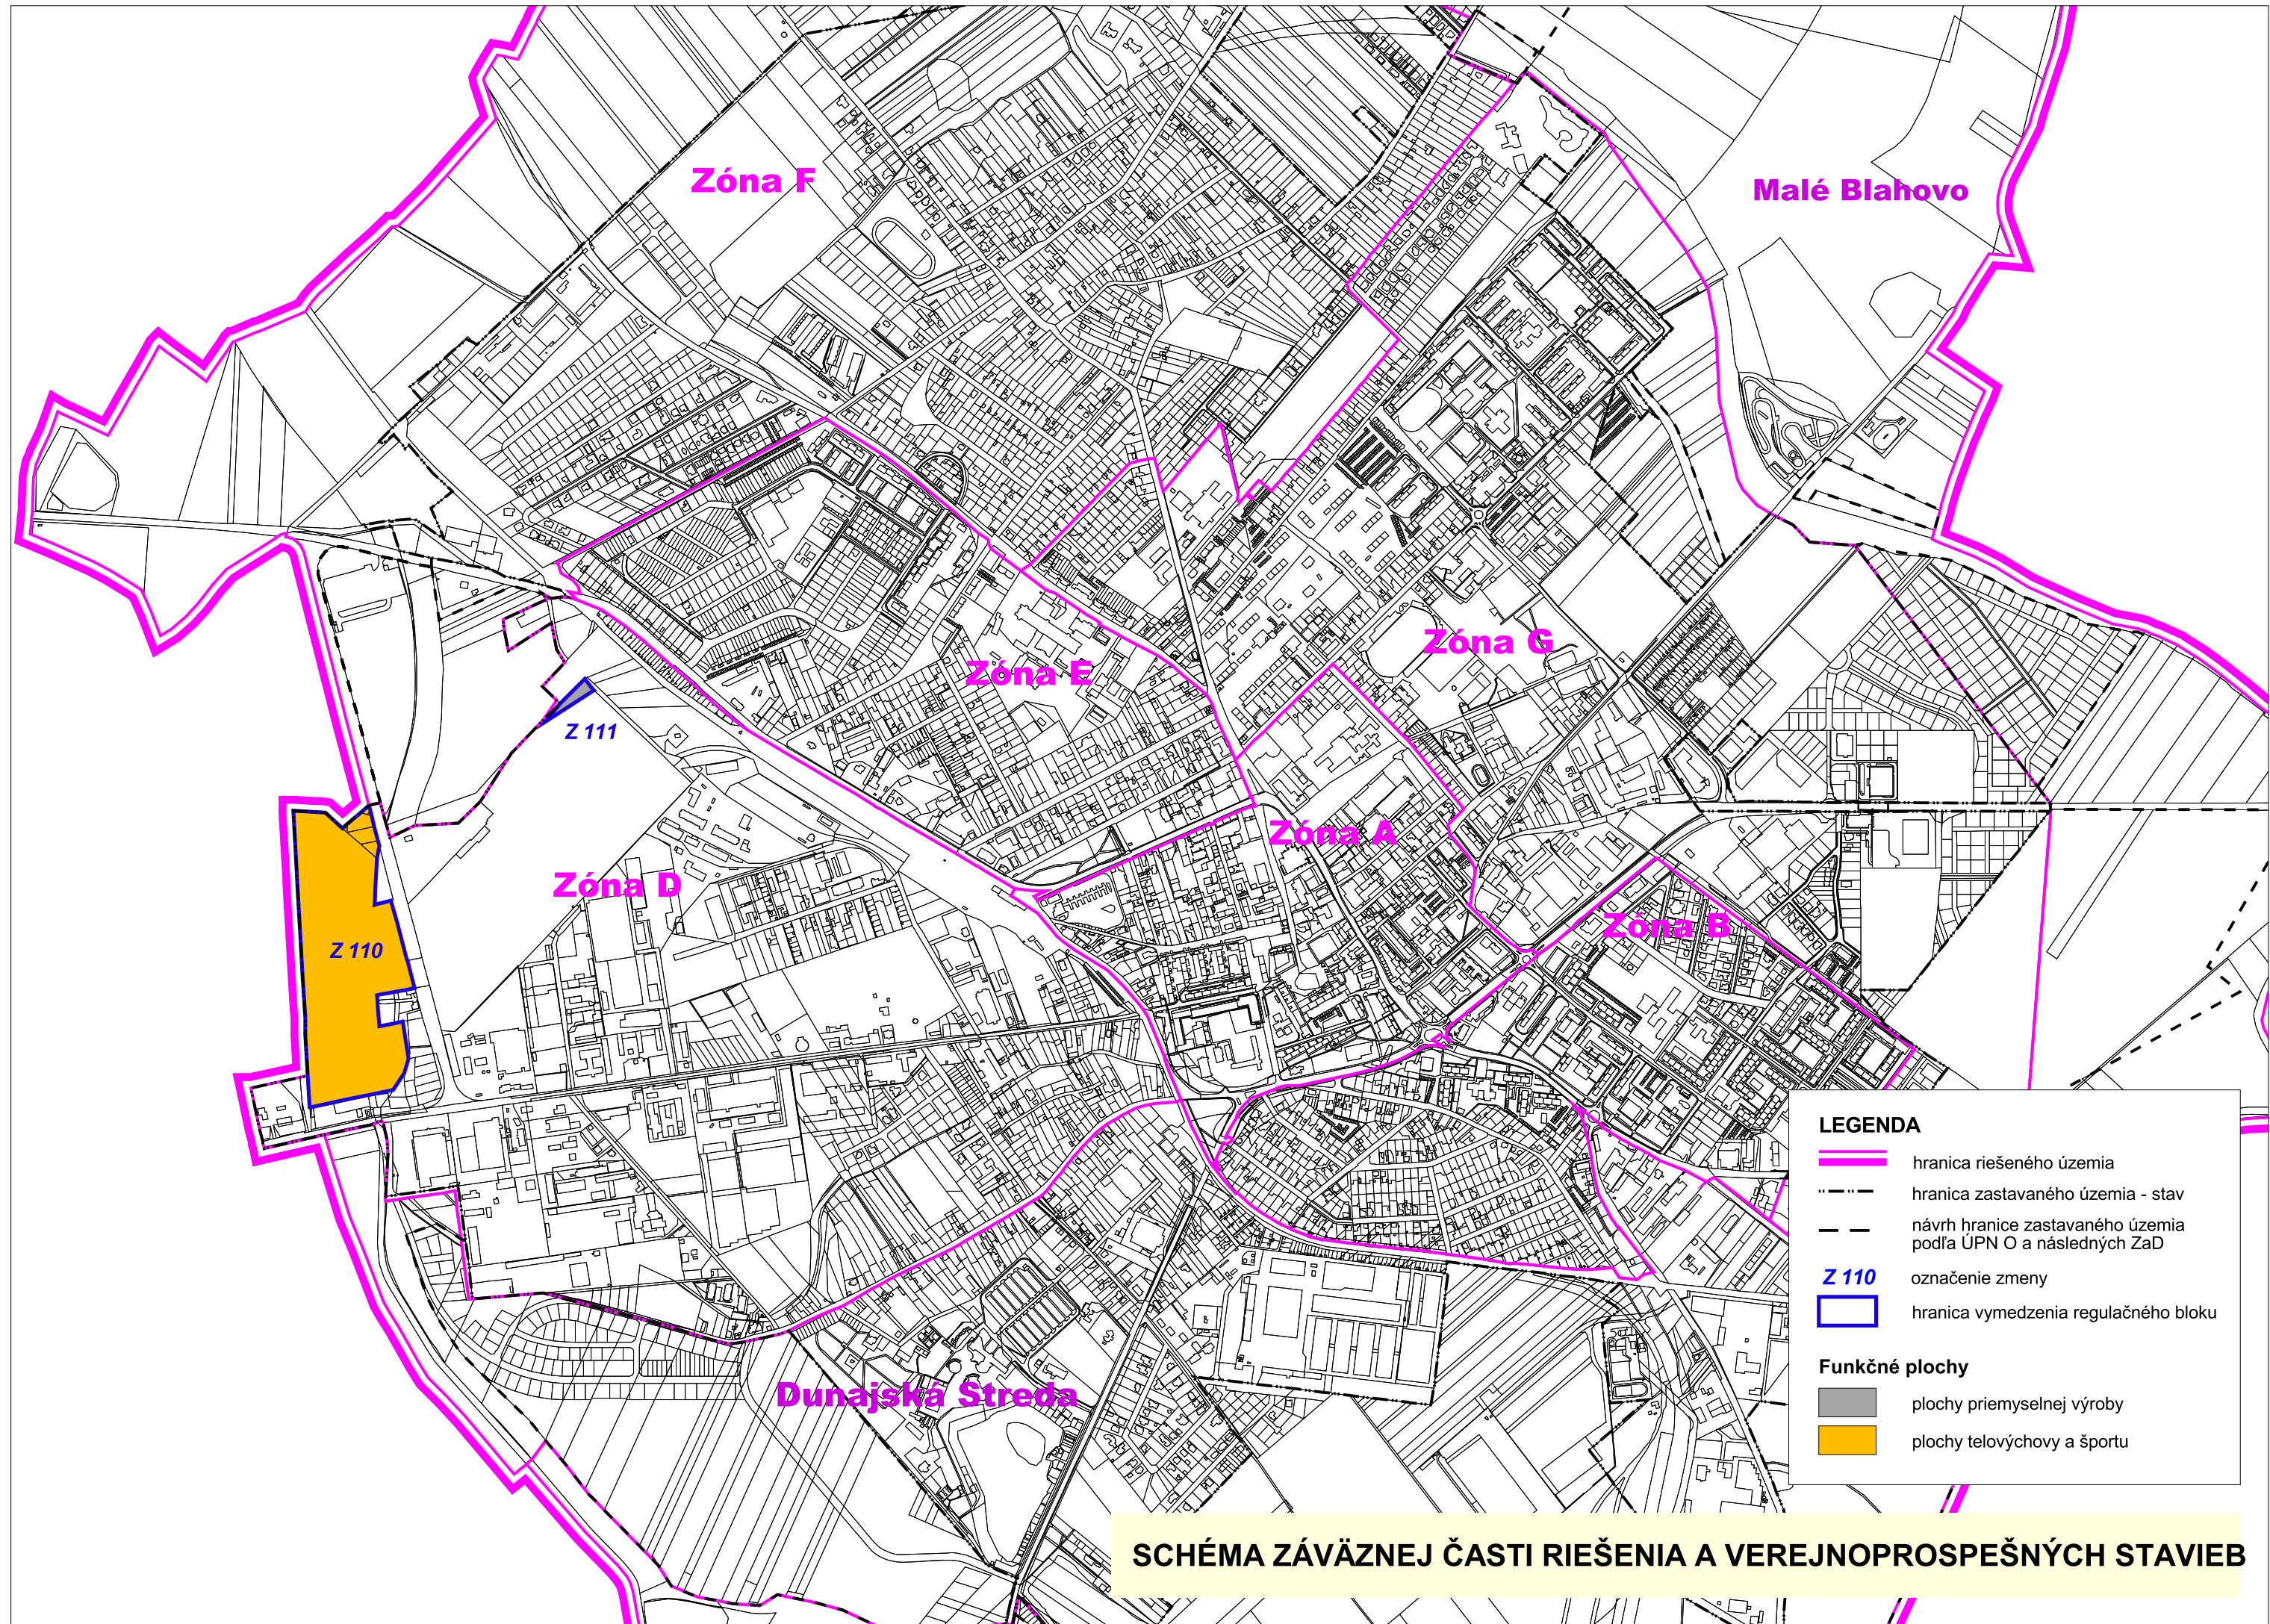 Zóna F
Malé Blahovo
Zóna G
Zóna E
Z 111
Zóna A
Zóna D
Zóna B
Z 110
Dunajská Streda
LEGENDA
hranica riešeného územia
hranica zastavaného územia - stav
návrh hranice zastavaného územia
podľa ÚPN O a následných ZaD
Z 110 označenie zmeny
hranica vymedzenia regulačného bloku
Funkčné plochy
plochy priemyselnej výroby
plochy telovýchovy a športu
SCHÉMA ZÁVÄZNEJ ČASTI RIEŠENIA A VEREJNOPROSPEŠNÝCH STAVIEB